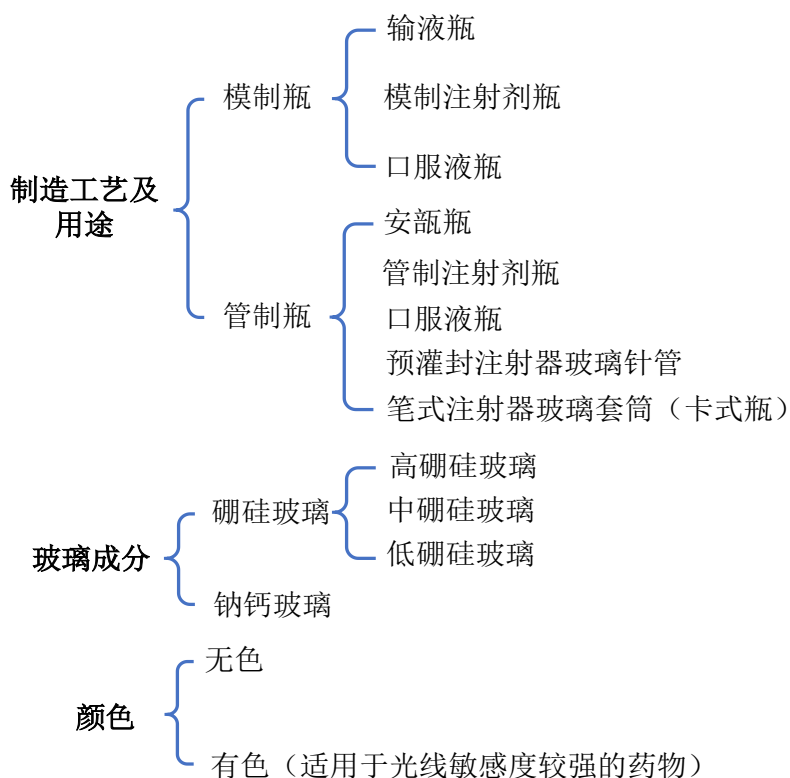 输液瓶
模制瓶
模制注射剂瓶
口服液瓶
制造工艺及
用途
安瓿瓶
管制注射剂瓶
管制瓶
口服液瓶
预灌封注射器玻璃针管
笔式注射器玻璃套筒（卡式瓶）
高硼硅玻璃
硼硅玻璃
中硼硅玻璃
低硼硅玻璃
玻璃成分
钠钙玻璃
无色
颜色
有色（适用于光线敏感度较强的药物）